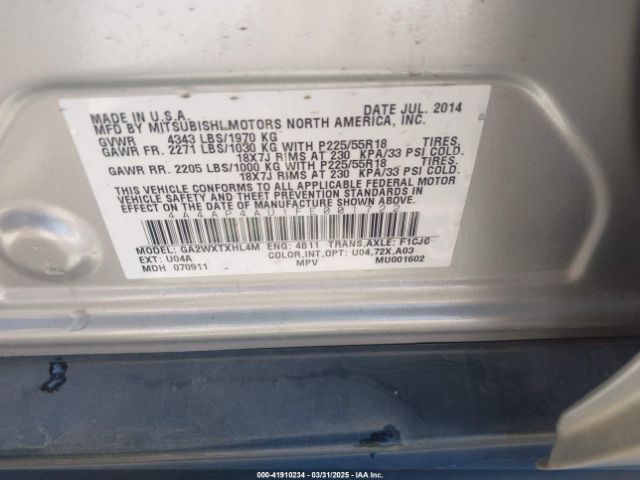 MADE IN U.S.A. DATE JUL. 2014
MFD BY MITSUBISHI MOTORS NORTH AMERICA, INC.
GVWR 4343 LBS/1970 KG
GAWR FR. 2271 LBS/1030 KG WITH P225/55R18 TIRES.
18X7J RIMS AT 230 KPA/33 PSI COLD.
GAWR RR. 2205 LBS/1000 KG WITH P225/55R18 TIRES.
18X7J RIMS AT 230 KPA/33 PSI COLD.
THIS VEHICLE CONFORMS TO ALL APPLICABLE FEDERAL MOTOR
VEHICLE SAFETY AND THEFT PREVENTION STANDARDS IN
EFFECT ON THE DATE OF MANUFACTURE SHOWN ABOVE.
4A4AP4AU1FE001702
MODEL: GA2WXTXHL4M ENG: 4B11 TRANS,AXLE: F1CJC
EXT: U04A COLOR,INT,OPT: U04,72X,A03
MDH 070911 MPV MU001602
000-41910234 - 03/31/2025 - IAA Inc.